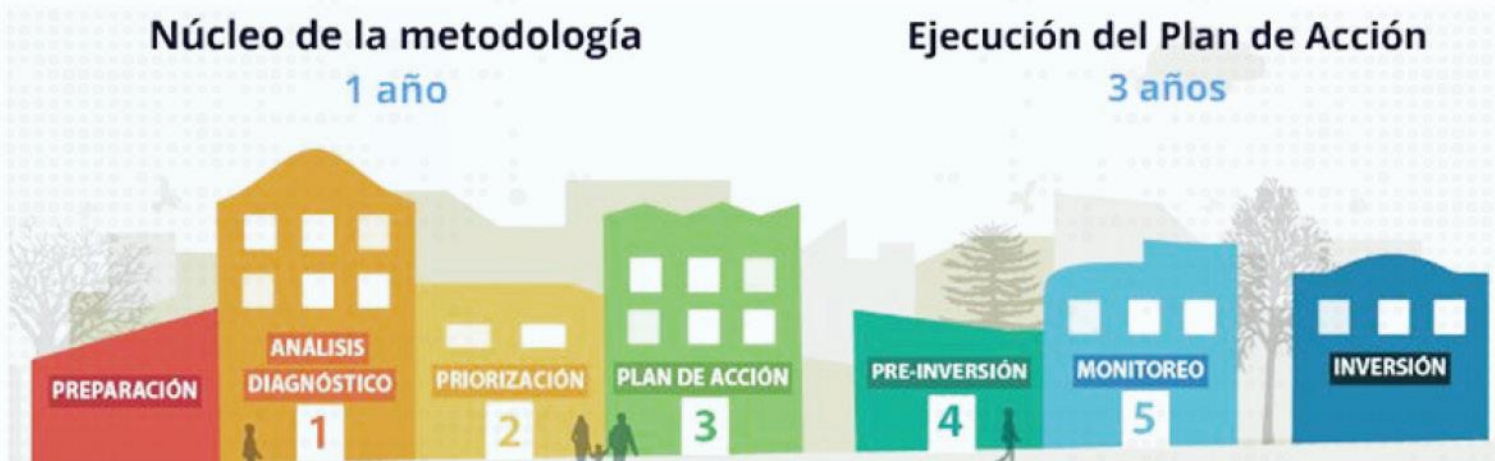 Núcleo de la metodología
1 año
Ejecución del Plan de Acción
3 años
PREPARACIÓN
ANÁLISIS
DIAGNÓSTICO
1
PRIORIZACIÓN
2
PLAN DE ACCIÓN
3
PRE-INVERSIÓN
4
MONITOREO
5
INVERSIÓN